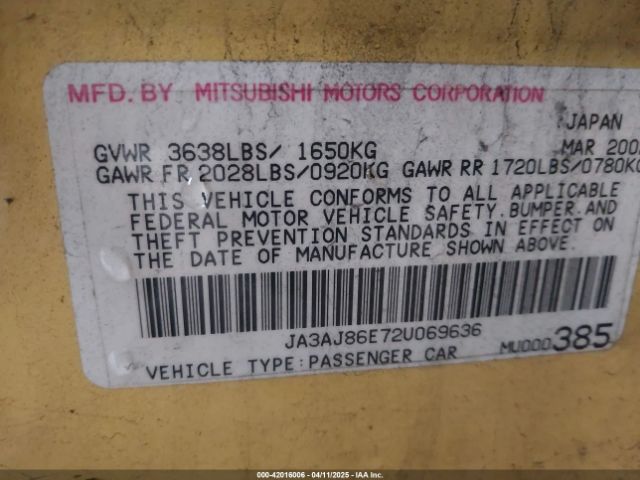 MFD. BY MITSUBISHI MOTORS CORPORATION
JAPAN
GVWR 3638LBS/ 1650KG MAR
GAWR FR 2028LBS/0920KG GAWR RR 1720LBS/0780KG
THIS VEHICLE CONFORMS TO ALL APPLICABLE
FEDERAL MOTOR VEHICLE SAFETY.BUMPER.AND
THEFT PREVENTION STANDARDS IN EFFECT ON
THE DATE OF MANUFACTURE SHOWN ABOVE.
JA3AJ86E72U069636
VEHICLE TYPE:PASSENGER CAR MU000385
000-42016006 - 04/11/2025 - IAA Inc.